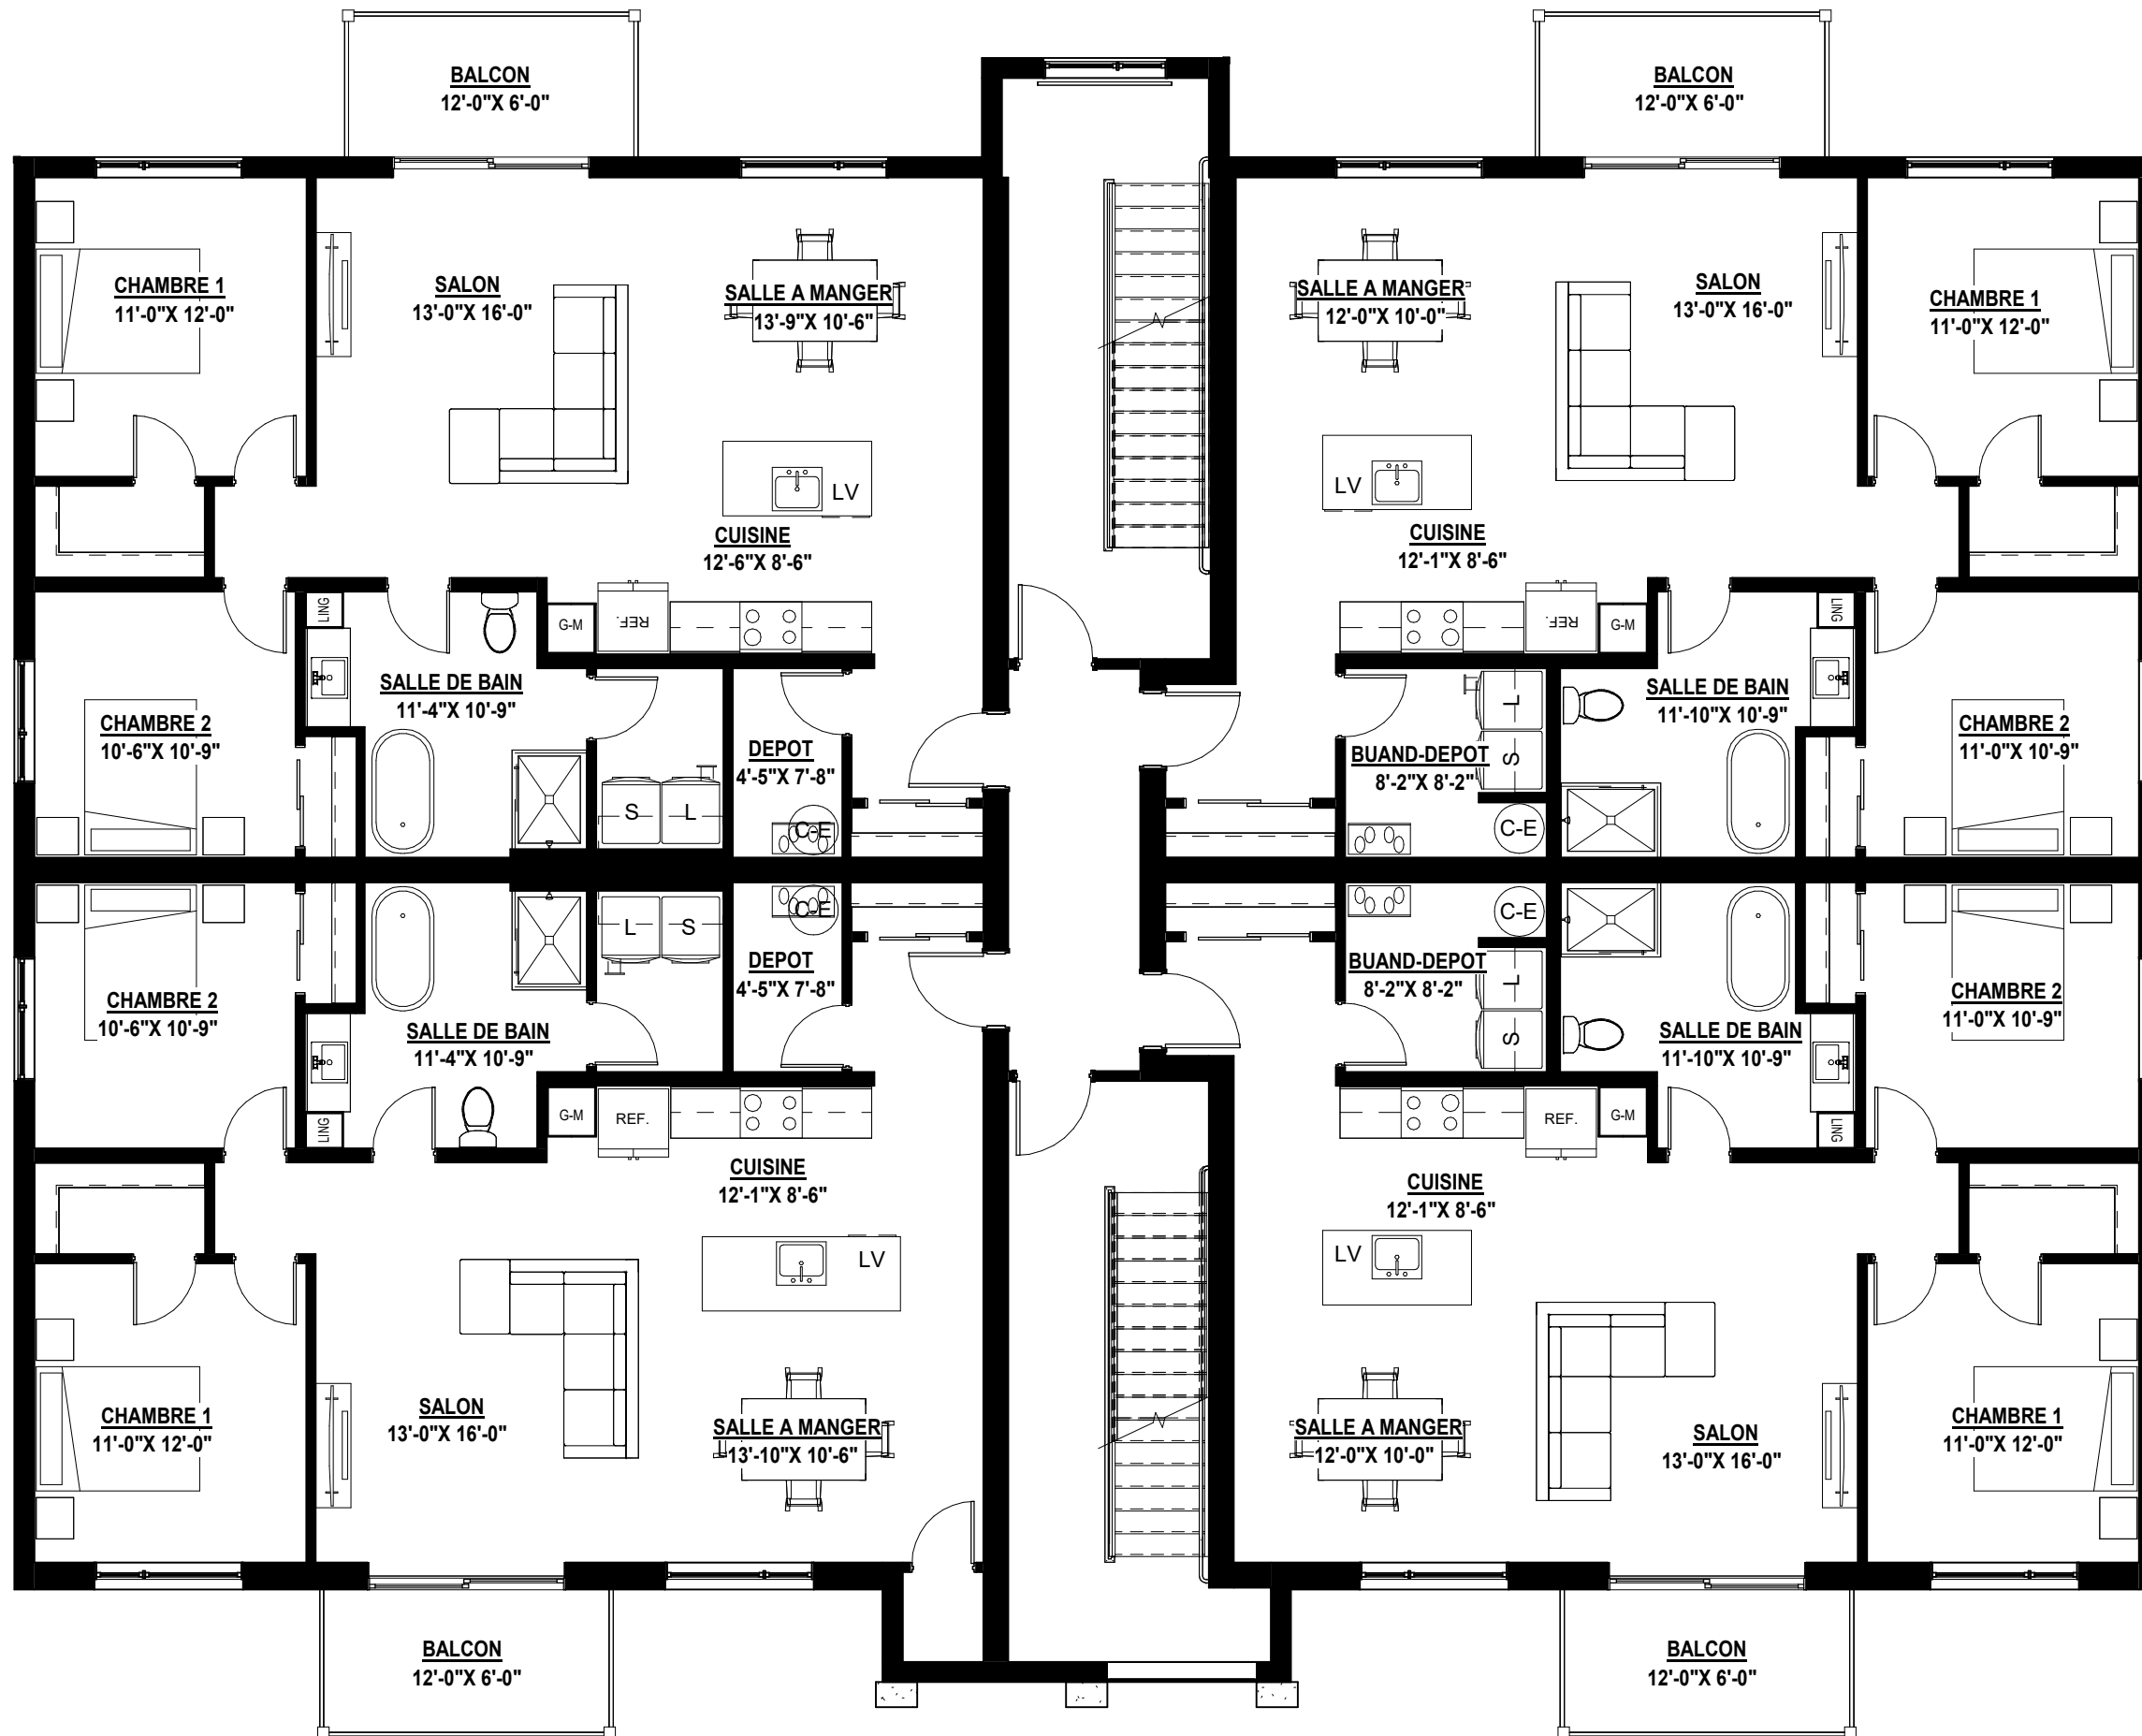 BALCON
12'-0"X 6'-0"
BALCON
12'-0"X 6'-0"
CHAMBRE 1
11'-0"X 12'-0"
SALON
13'-0"X 16'-0"
SALLE A MANGER
13'-9"X 10'-6"
SALLE A MANGER
12'-0"X 10'-0"
SALON
13'-0"X 16'-0"
CHAMBRE 1
11'-0"X 12'-0"
LV
LV
CUISINE
12'-6"X 8'-6"
CUISINE
12'-1"X 8'-6"
LING
G-M
REF.
REF.
G-M
LING
SALLE DE BAIN
11'-4"X 10'-9"
SALLE DE BAIN
11'-10"X 10'-9"
CHAMBRE 2
10'-6"X 10'-9"
DEPOT
4'-5"X 7'-8"
BUAND-DEPOT
8'-2"X 8'-2"
L
S
CHAMBRE 2
11'-0"X 10'-9"
S
L
C-E
C-E
L
S
C-E
C-E
CHAMBRE 2
10'-6"X 10'-9"
DEPOT
4'-5"X 7'-8"
BUAND-DEPOT
8'-2"X 8'-2"
L
S
CHAMBRE 2
11'-0"X 10'-9"
SALLE DE BAIN
11'-4"X 10'-9"
SALLE DE BAIN
11'-10"X 10'-9"
LING
G-M
REF.
REF.
G-M
LING
CUISINE
12'-1"X 8'-6"
CUISINE
12'-1"X 8'-6"
LV
LV
CHAMBRE 1
11'-0"X 12'-0"
SALON
13'-0"X 16'-0"
SALLE A MANGER
13'-10"X 10'-6"
SALLE A MANGER
12'-0"X 10'-0"
SALON
13'-0"X 16'-0"
CHAMBRE 1
11'-0"X 12'-0"
BALCON
12'-0"X 6'-0"
BALCON
12'-0"X 6'-0"